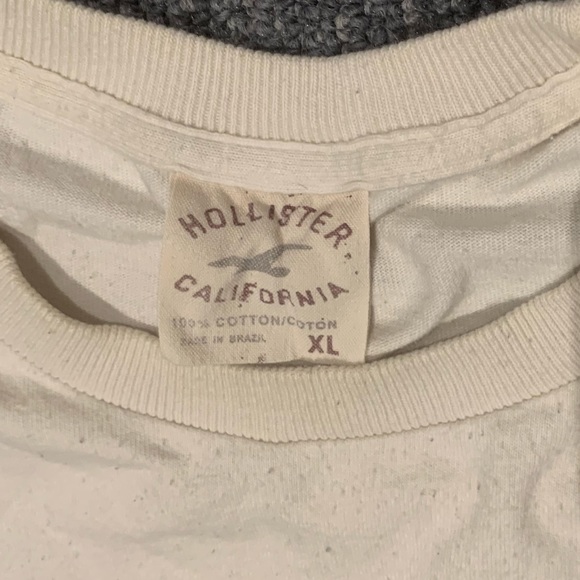 HOLLISTER
CALIFORNIA
100% COTTON/COTÓN
MADE IN BRAZIL XL